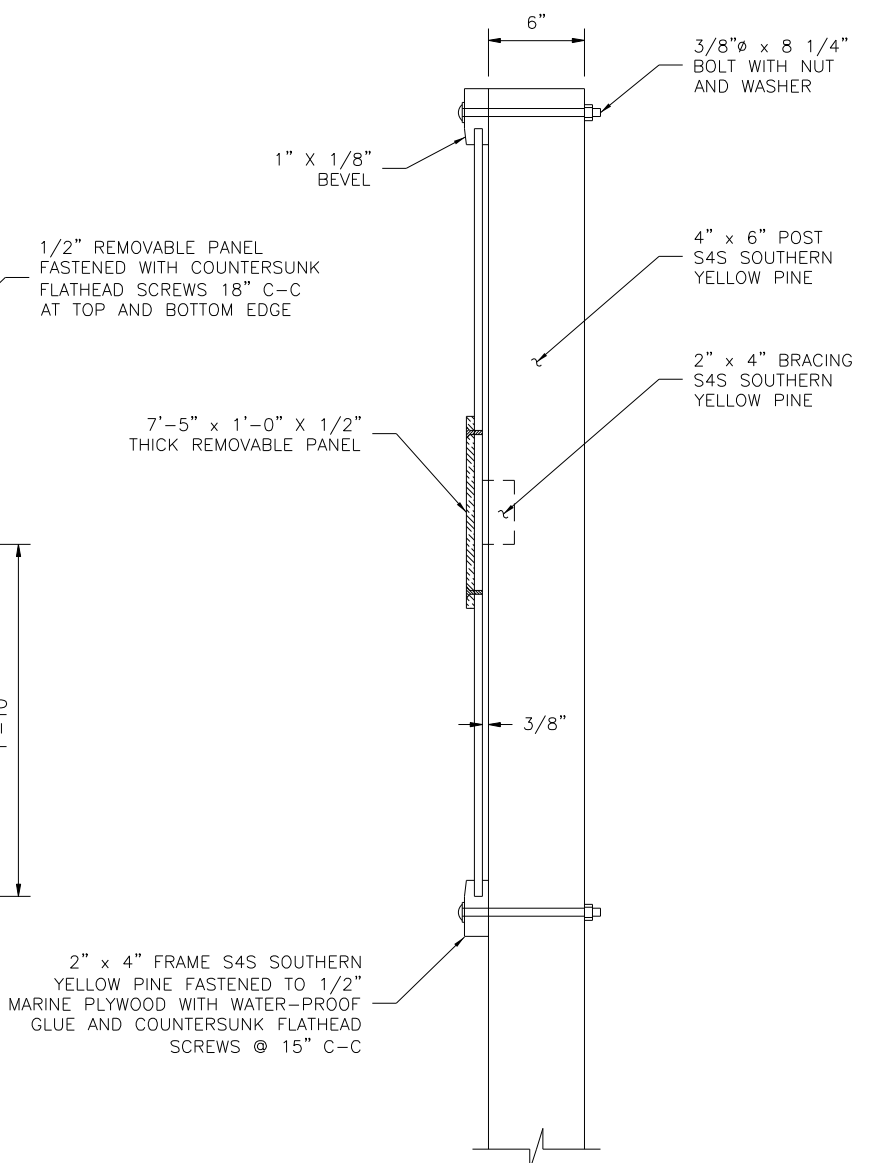 6”
3/8”ø x 8 1/4”
BOLT WITH NUT
AND WASHER
1” X 1/8”
BEVEL
1/2” REMOVABLE PANEL
FASTENED WITH COUNTERSUNK
FLATHEAD SCREWS 18” C-C
AT TOP AND BOTTOM EDGE
4” x 6” POST
S4S SOUTHERN
YELLOW PINE
2” x 4” BRACING
S4S SOUTHERN
YELLOW PINE
7’-5” x 1’-0” X 1/2”
THICK REMOVABLE PANEL
3/8”
2” x 4” FRAME S4S SOUTHERN
YELLOW PINE FASTENED TO 1/2”
MARINE PLYWOOD WITH WATER-PROOF
GLUE AND COUNTERSUNK FLATHEAD
SCREWS @ 15” C-C